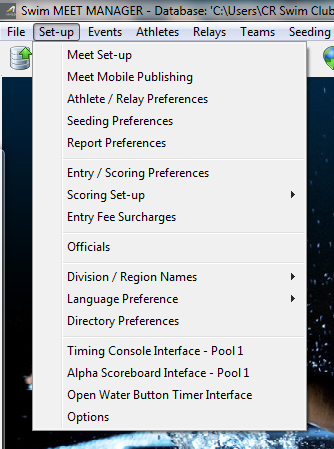 Swim MEET MANAGER - Database: 'C:\Users\CR Swim Club
File Set-up Events Athletes Relays Teams Seeding
Meet Set-up
Meet Mobile Publishing
Athlete / Relay Preferences
Seeding Preferences
Report Preferences
Entry / Scoring Preferences
Scoring Set-up
Entry Fee Surcharges
Officials
Division / Region Names
Language Preference
Directory Preferences
Timing Console Interface - Pool 1
Alpha Scoreboard Inteface - Pool 1
Open Water Button Timer Interface
Options